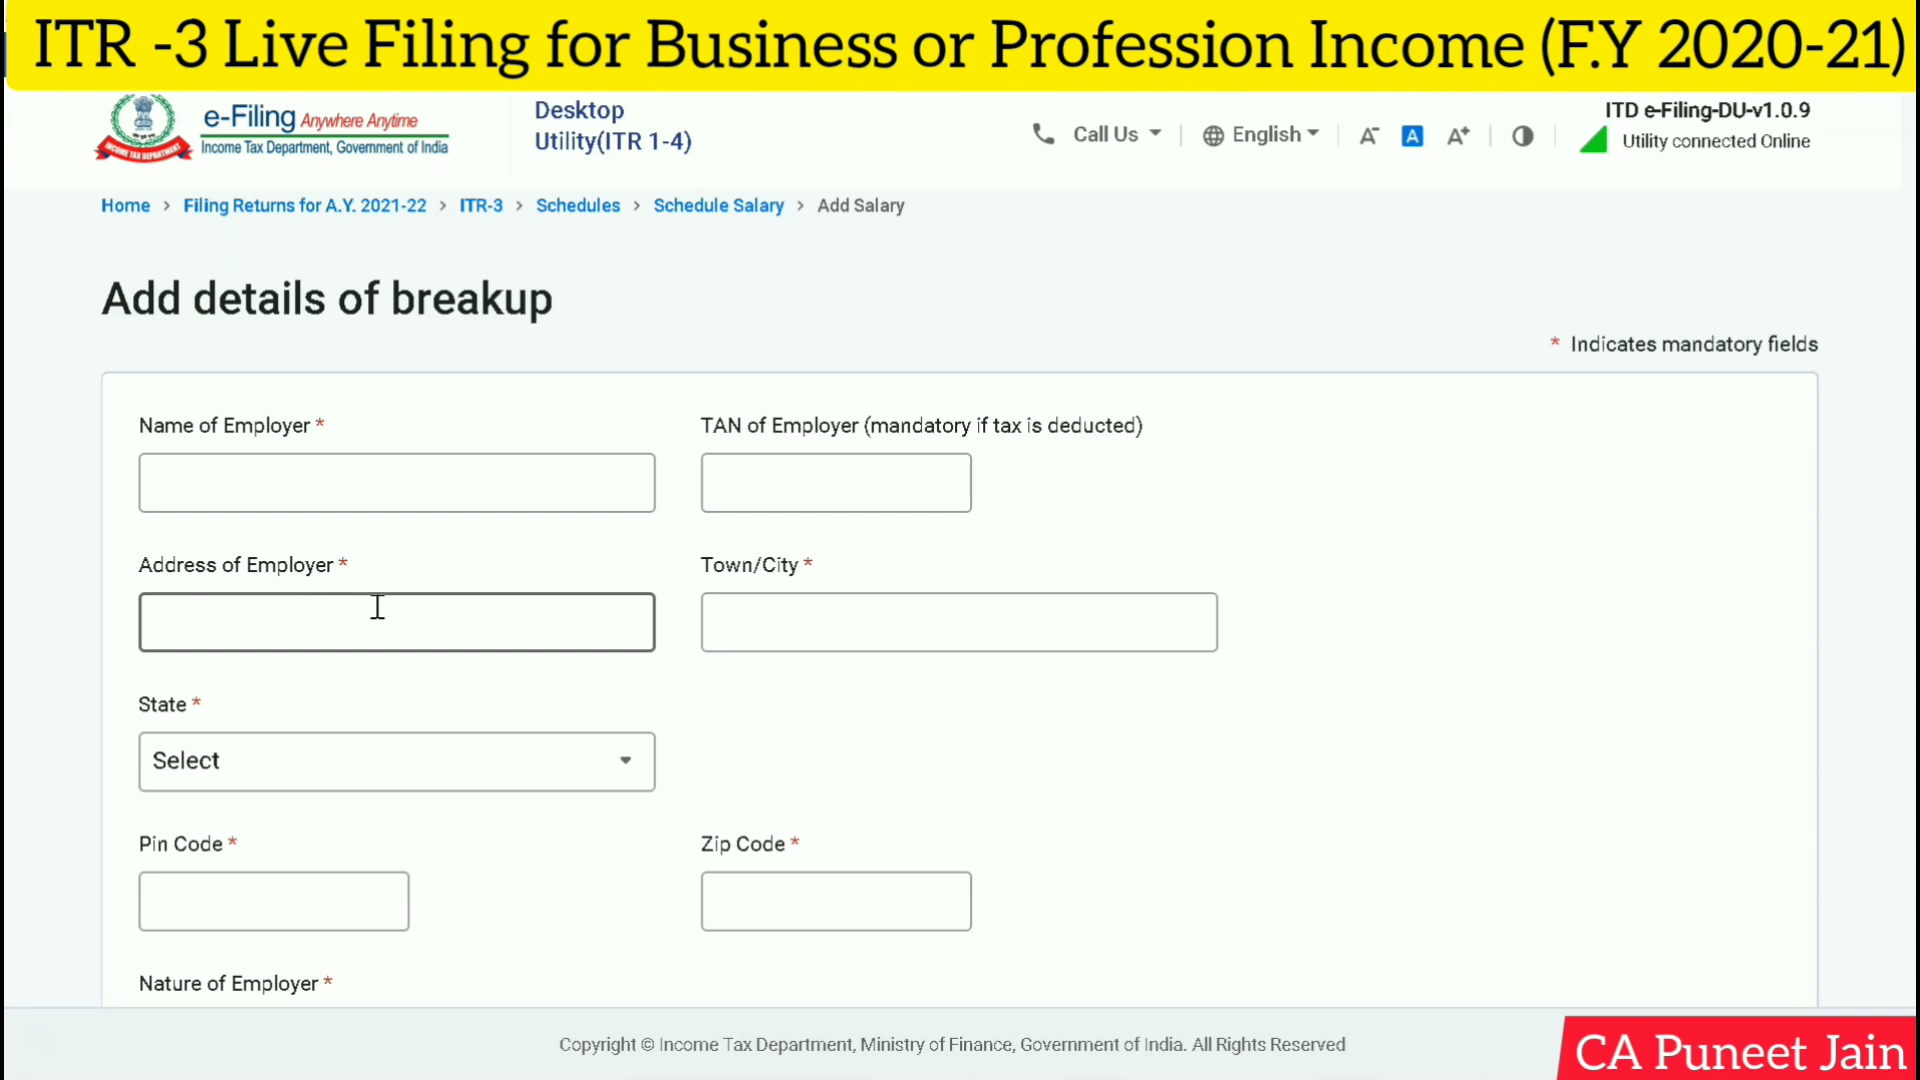 ITR -3 Live Filing for Business or Profession Income (F.Y 2020-21)
e-Filing Anywhere Anytime
Income Tax Department, Government of India
INCOME TAX DEPARTMENT
Desktop
Utility(ITR 1-4)
Call Us
English
A-
A
A+
ITD e-Filing-DU-v1.0.9
Utility connected Online
Home > Filing Returns for A.Y. 2021-22 > ITR-3 > Schedules > Schedule Salary > Add Salary
Add details of breakup
* Indicates mandatory fields
Name of Employer * TAN of Employer (mandatory if tax is deducted)
Address of Employer * Town/City *
State *
Select
Pin Code * Zip Code *
Nature of Employer *
Copyright © Income Tax Department, Ministry of Finance, Government of India. All Rights Reserved
CA Puneet Jain